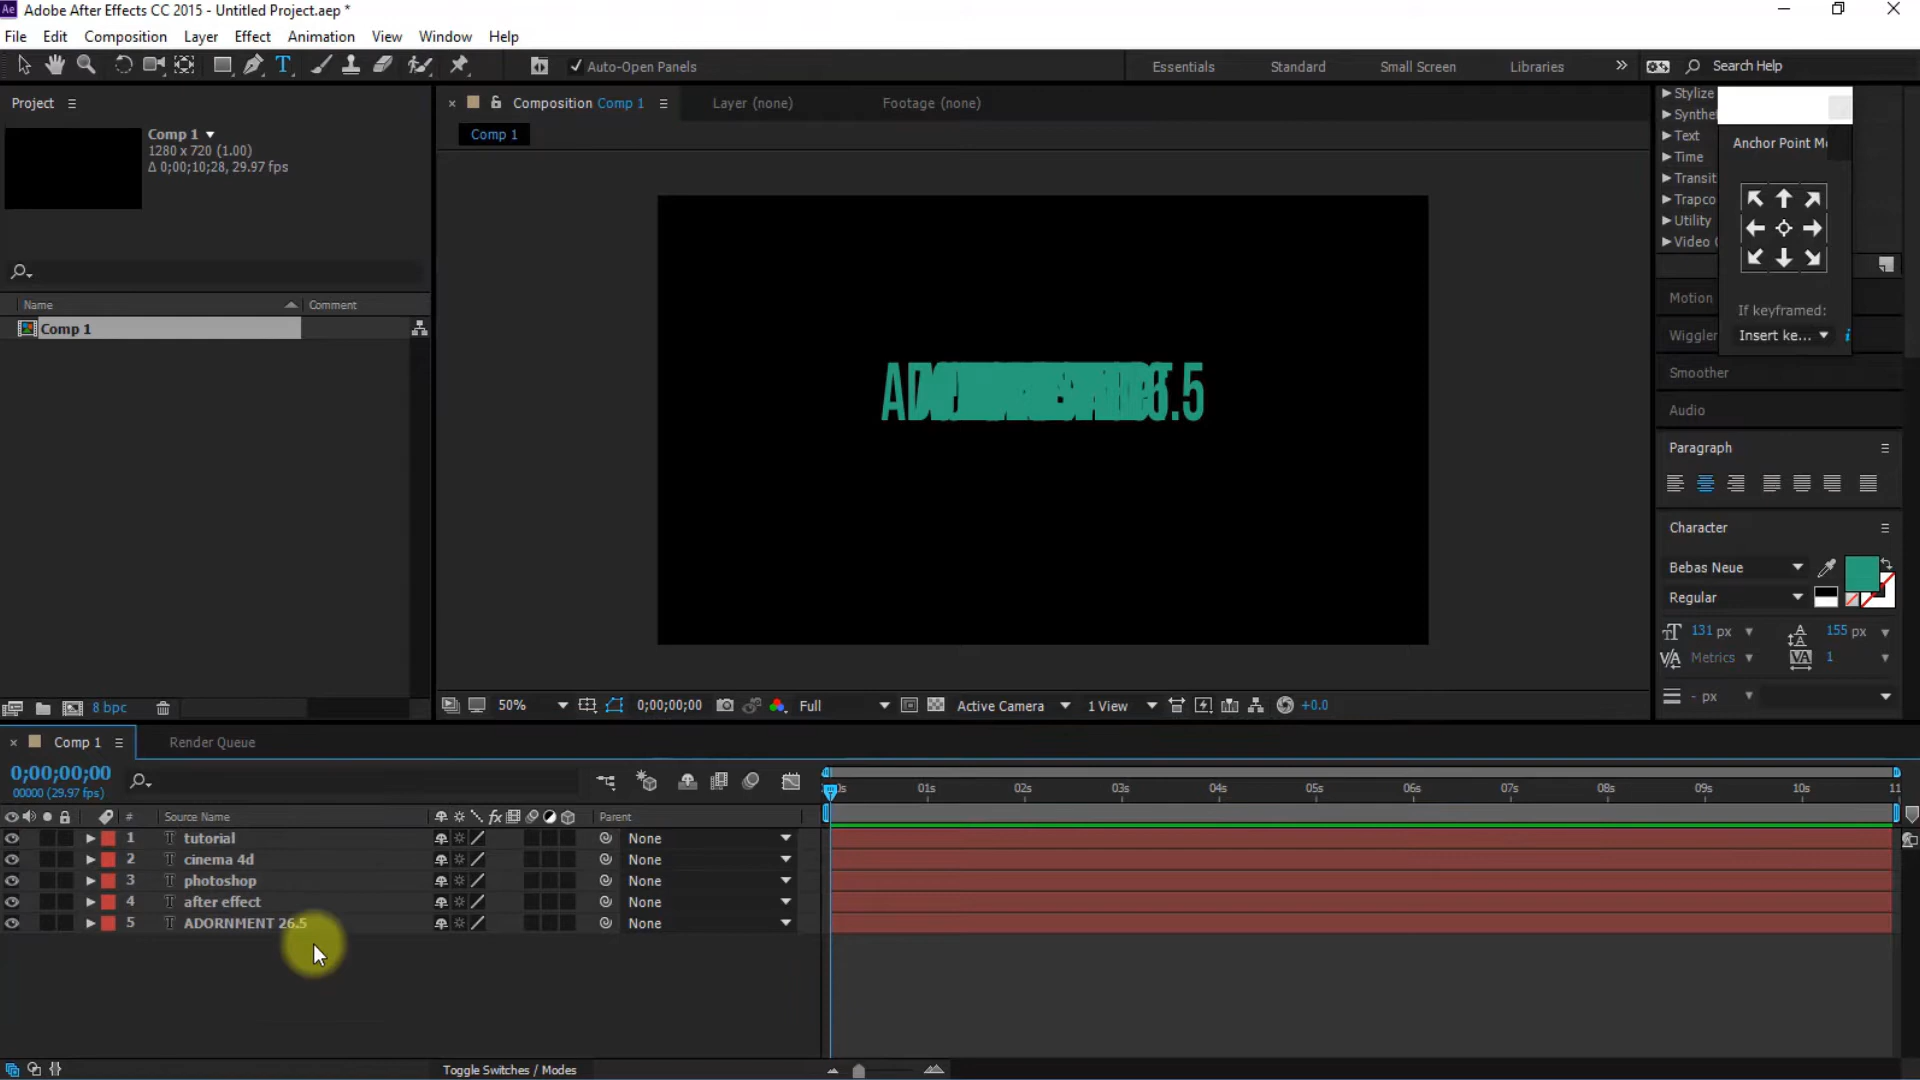 Ae Adobe After Effects CC 2015 - Untitled Project.aep *
File Edit Composition Layer Effect Animation View Window Help
Auto-Open Panels Essentials Standard Small Screen Libraries Search Help
Project
Comp 1
1280 x 720 (1.00)
Δ 0;00;10;28, 29.97 fps
Name Comment
Comp 1
8 bpc
Composition Comp 1 Layer (none) Footage (none)
Comp 1
50% 0;00;00;00 Full Active Camera 1 View +0.0
Stylize
Synthe
Text
Time
Transit
Trapco
Utility
Video
Anchor Point M
If keyframed:
Insert ke...
Motion
Wiggler
Smoother
Audio
Paragraph
Character
Bebas Neue
Regular
131 px 155 px
Metrics 1
- px
Comp 1 Render Queue
0;00;00;00
00000 (29.97 fps)
# Source Name Parent
1 T tutorial None
2 T cinema 4d None
3 T photoshop None
4 T after effect None
5 T ADORNMENT 26.5 None
01s 02s 03s 04s 05s 06s 07s 08s 09s 10s 11
Toggle Switches / Modes